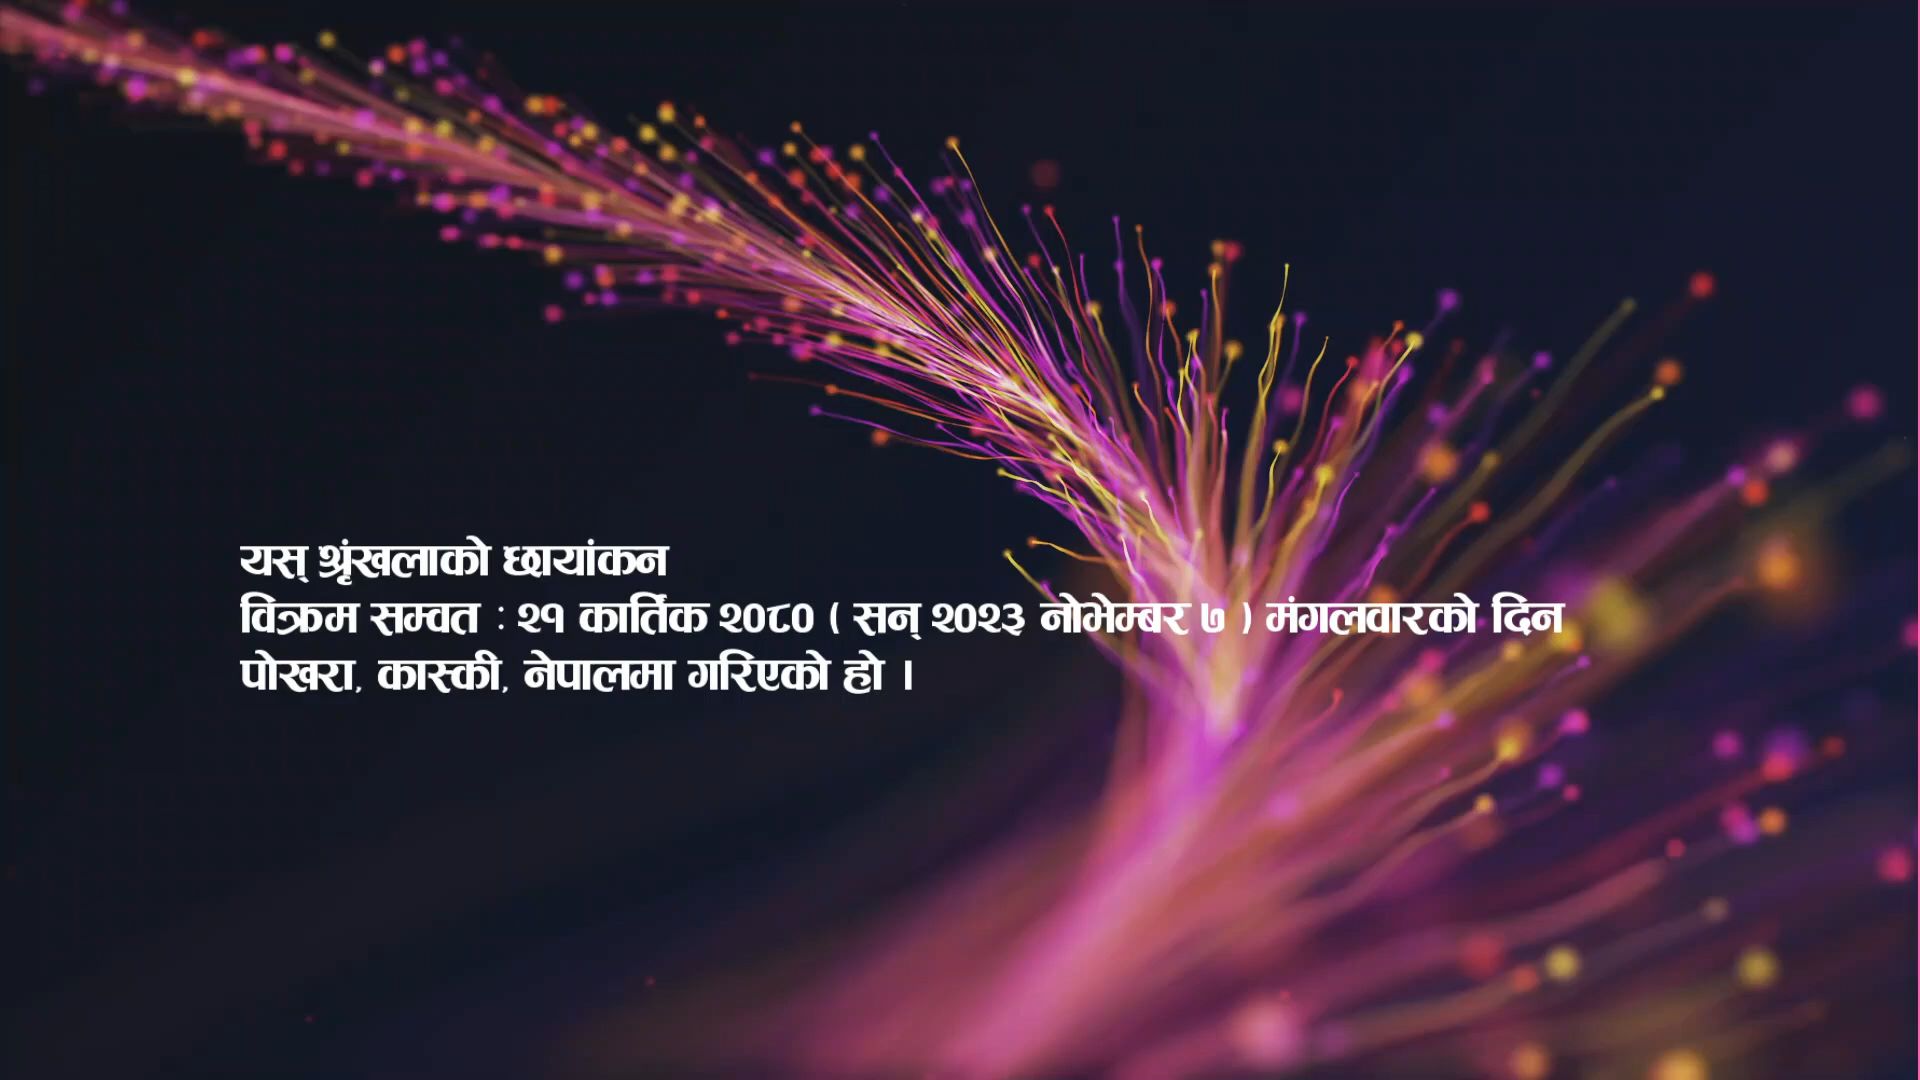 यस् श्रृंखलाको छायांकन
विक्रम सम्वत : २१ कार्तिक २०८० ( सन् २०२३ नोभेम्बर ७ ) मंगलवारको दिन
पोखरा, कास्की, नेपालमा गरिएको हो ।